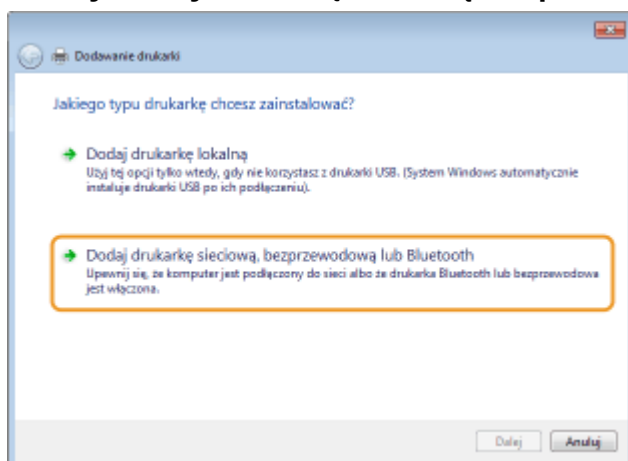 Dodawanie drukarki
Jakiego typu drukarkę chcesz zainstalować?
Dodaj drukarkę lokalną
Użyj tej opcji tylko wtedy, gdy nie korzystasz z drukarki USB. (System Windows automatycznie
instaluje drukarki USB po ich podłączeniu).
Dodaj drukarkę sieciową, bezprzewodową lub Bluetooth
Upewnij się, że komputer jest podłączony do sieci albo że drukarka Bluetooth lub bezprzewodowa
jest włączona.
Dalej Anuluj